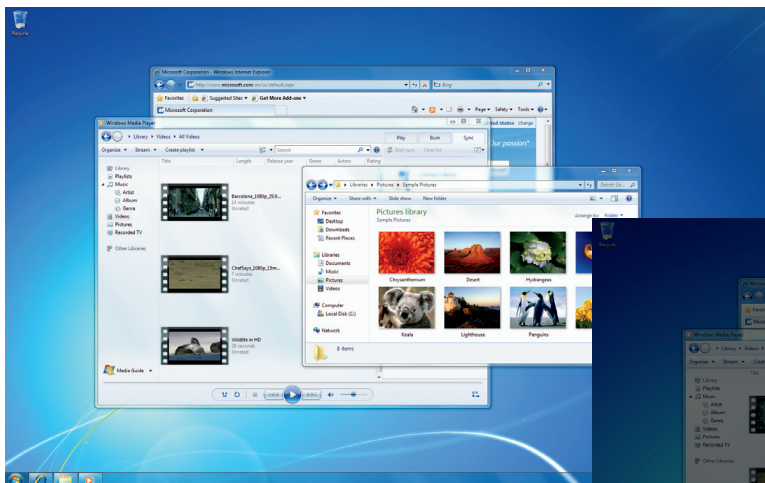 Recycle
Microsoft Corporation - Windows Internet Explorer
http://www.microsoft.com/en/us/default.aspx
Bing
Favorites
Suggested Sites
Get More Add-ons
Microsoft Corporation
Page
Safety
Tools
United States Change
Our passion"
Windows Media Player
Library
Videos
All Videos
Play
Burn
Sync
Organize
Stream
Create playlist
Search
Start sync
Clear list
Title
Length
Release year
Genre
Actors
Rating
Library
Playlists
Music
Artist
Album
Genre
Videos
Pictures
Recorded TV
Other Libraries
Barcelona_1080p_29.9...
14 minutes
Unrated
ChefSays_1080p_15m...
7 minutes
Unrated
Wildlife in HD
30 seconds
Unrated
Media Guide
Libraries
Pictures
Sample Pictures
Search Sa...
Organize
Share with
Slide show
New folder
Favorites
Desktop
Downloads
Recent Places
Libraries
Documents
Music
Pictures
Videos
Computer
Local Disk (C:)
Network
Pictures library
Sample Pictures
Arrange by: Folder
Chrysanthemum
Desert
Hydrangeas
Koala
Lighthouse
Penguins
8 items
Recycle
Windows Media Player
Library
Videos
Organize
Stream
Title
Library
Playlists
Music
Artist
Album
Genre
Videos
Pictures
Recorded TV
Other Libraries